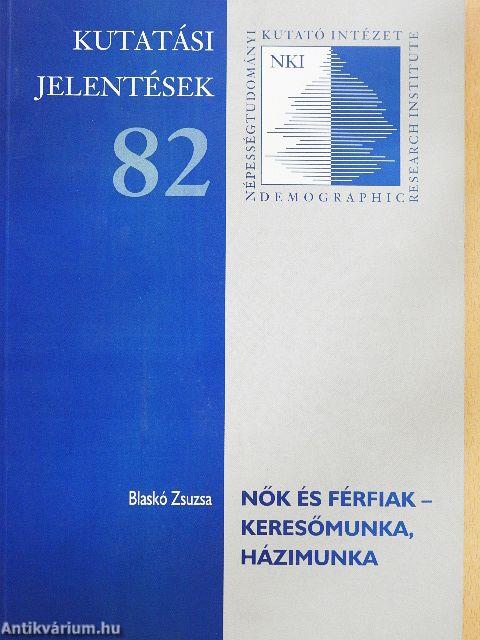 KUTATÁSI
JELENTÉSEK
82
NÉPESSÉGTUDOMÁNYI
KUTATÓ INTÉZET
NKI
DEMOGRAPHIC
RESEARCH INSTITUTE
Blaskó Zsuzsa
NŐK ÉS FÉRFIAK –
KERESŐMUNKA,
HÁZIMUNKA
Antikvárium.hu